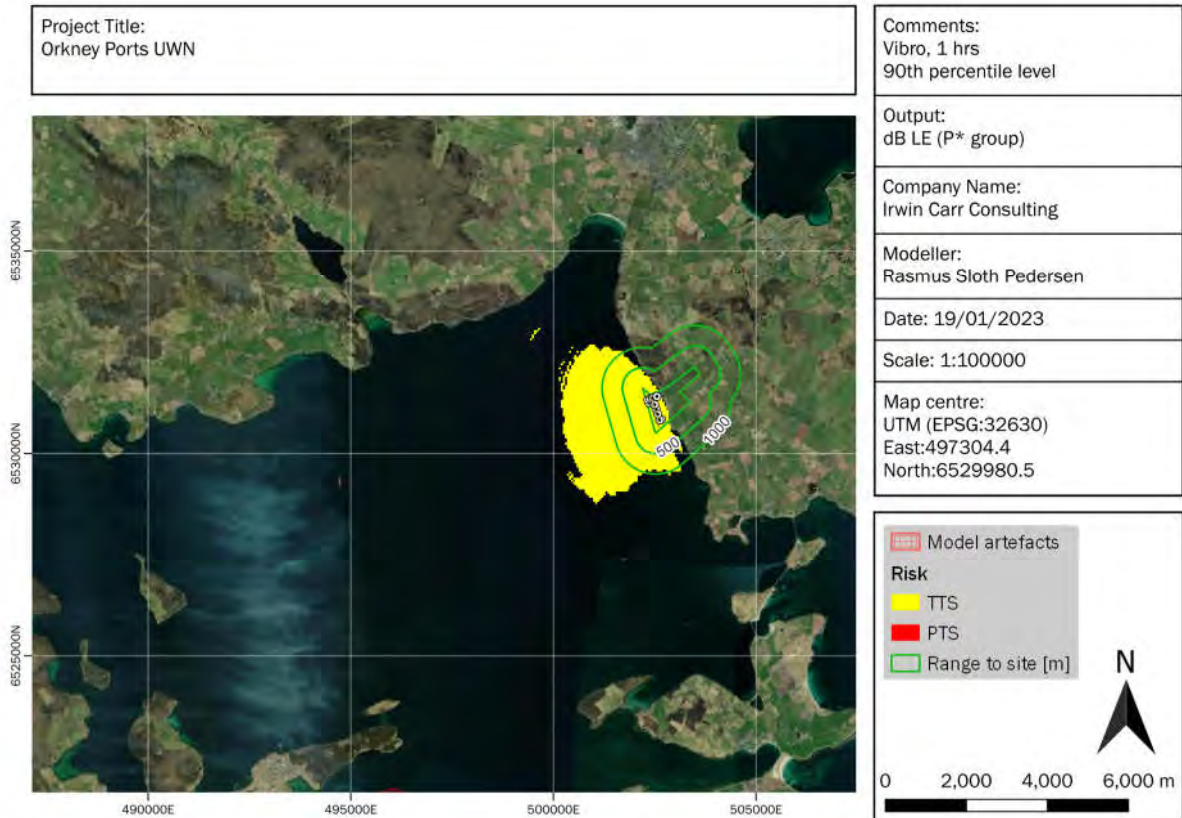 Project Title:
Orkney Ports UWN
Comments:
Vibro, 1 hrs
90th percentile level
Output:
dB LE (P* group)
Company Name:
Irwin Carr Consulting
Modeller:
Rasmus Sloth Pedersen
Date: 19/01/2023
Scale: 1:100000
Map centre:
UTM (EPSG:32630)
East:497304.4
North:6529980.5
6535000N
6530000N
6525000N
500
1000
490000E
495000E
500000E
505000E
Model artefacts
Risk
TTS
PTS
Range to site [m]
N
0 2,000 4,000 6,000 m